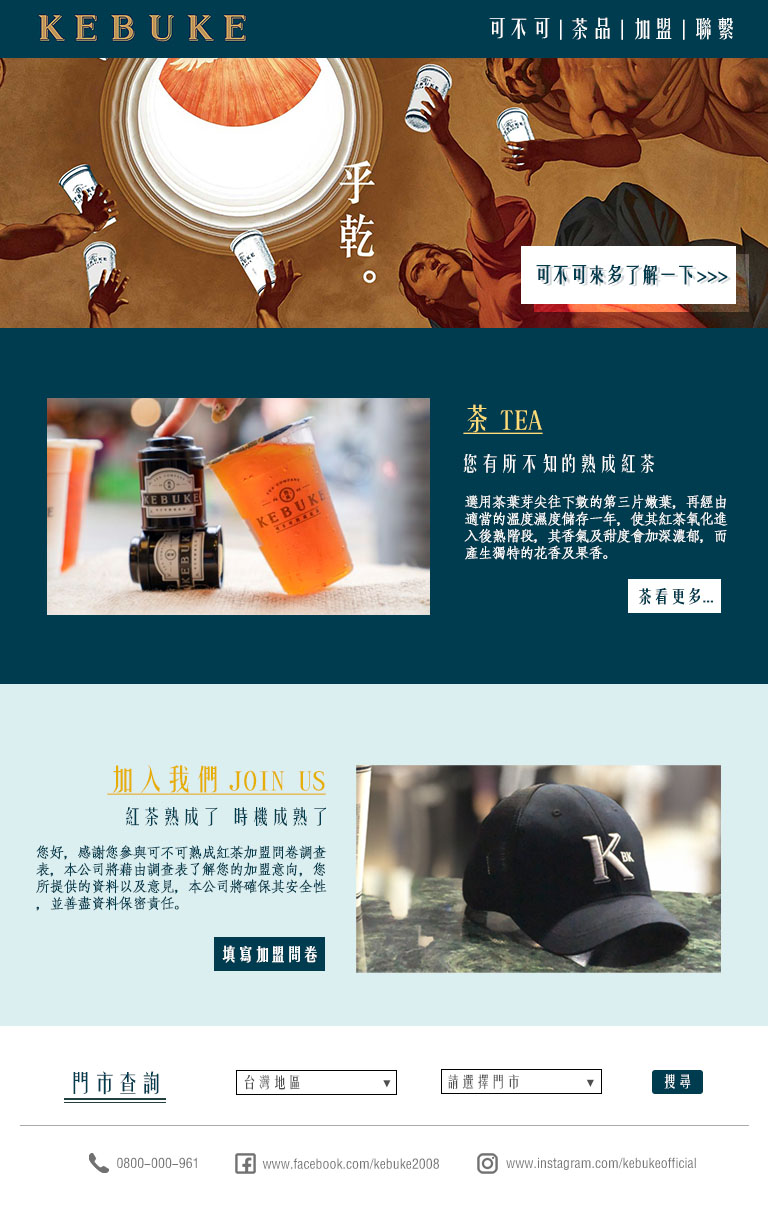 KEBUKE
可不可 | 茶品 | 加盟 | 聯繫
乎乾。
可不可來多了解一下>>>
茶 TEA
您有所不知的熟成紅茶
選用茶葉芽尖往下數的第三片嫩葉，再經由
適當的溫度濕度儲存一年，使其紅茶氧化進
入後熟階段，其香氣及甜度會加深濃郁，而
產生獨特的花香及果香。
茶看更多...
KEBUKE
KEBUKE
KEBUKE
加入我們 JOIN US
紅茶熟成了 時機成熟了
您好，感謝您參與可不可熟成紅茶加盟問卷調查
表，本公司將藉由調查表了解您的加盟意向，您
所提供的資料以及意見，本公司將確保其安全性
，並善盡資料保密責任。
填寫加盟問卷
K BK
門市查詢
台灣地區
請選擇門市
搜尋
0800-000-961
www.facebook.com/kebuke2008
www.instagram.com/kebukeofficial